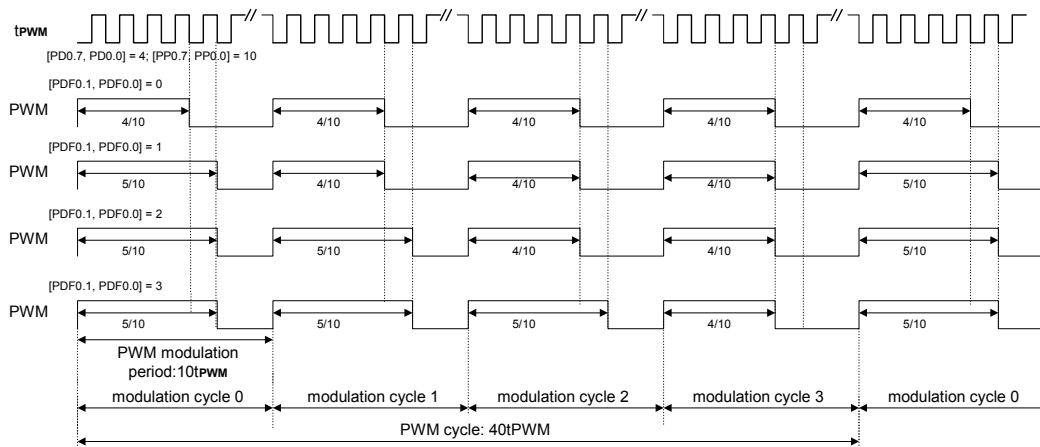 tPWM
[PD0.7, PD0.0] = 4; [PP0.7, PP0.0] = 10
[PDF0.1, PDF0.0] = 0
PWM
4/10 4/10 4/10 4/10 4/10
[PDF0.1, PDF0.0] = 1
PWM
5/10 4/10 4/10 4/10 5/10
[PDF0.1, PDF0.0] = 2
PWM
5/10 5/10 4/10 4/10 5/10
[PDF0.1, PDF0.0] = 3
PWM
5/10 5/10 5/10 4/10 5/10
PWM modulation
period:10tPWM
modulation cycle 0 modulation cycle 1 modulation cycle 2 modulation cycle 3 modulation cycle 0
PWM cycle: 40tPWM